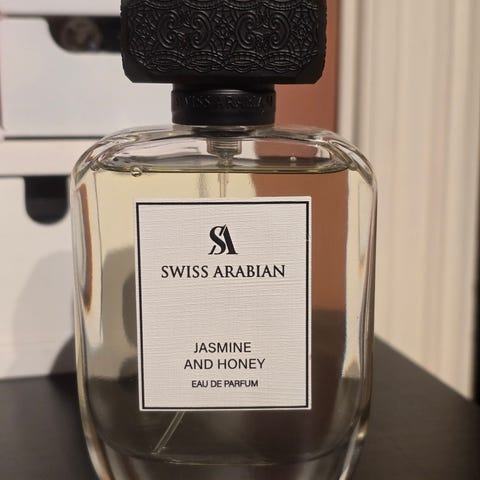 SWISS ARABIAN
SA
SWISS ARABIAN
JASMINE
AND HONEY
EAU DE PARFUM